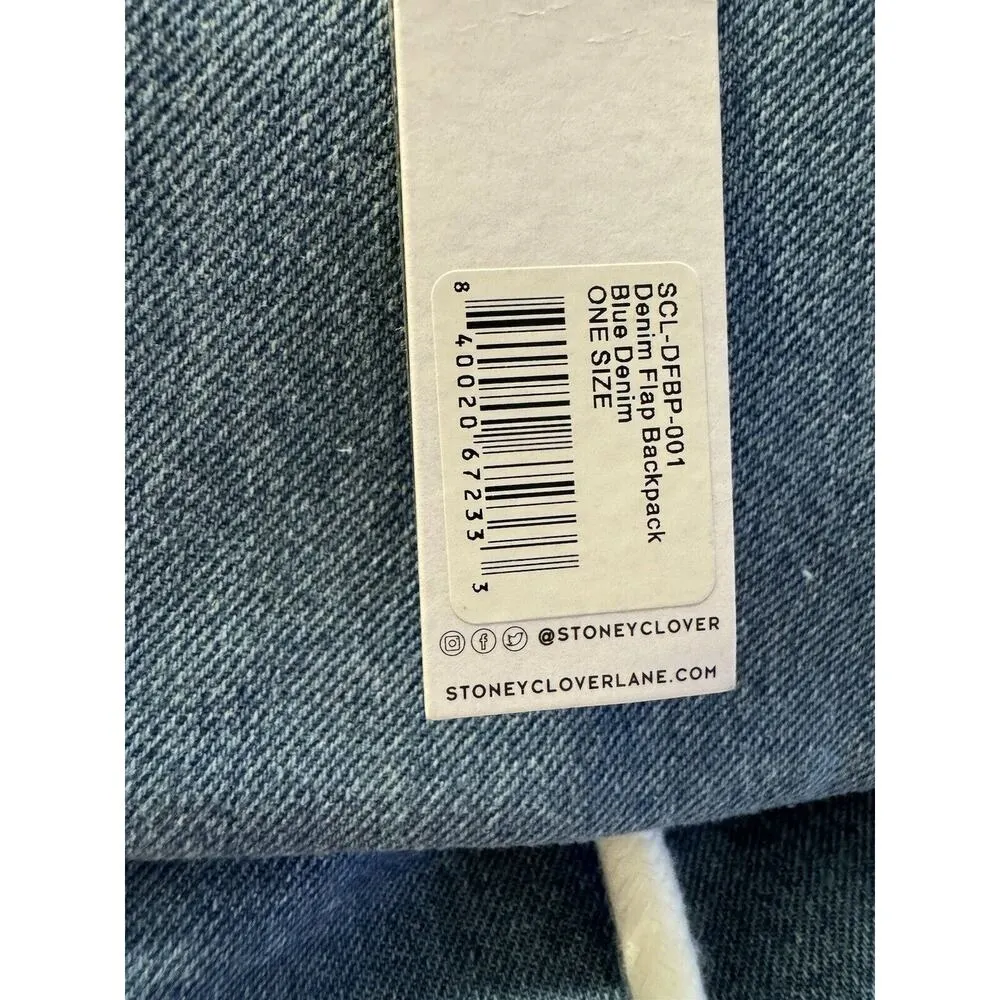 SCL-DFBP-001
Denim Flap Backpack
Blue Denim
ONE SIZE
8 40020 67233 3
@STONEYCLOVER
STONEYCLOVERLANE.COM